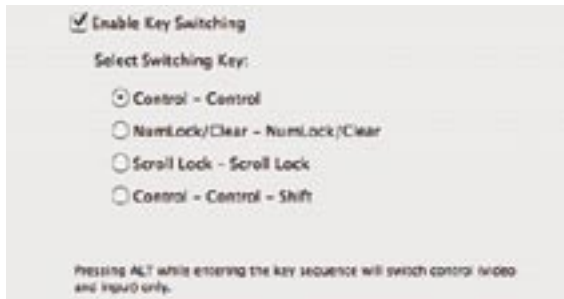 Enable Key Switching
Select Switching Key:
Control - Control
NumLock/Clear - NumLock/Clear
Scroll Lock - Scroll Lock
Control - Control - Shift
Pressing ALT while entering the key sequence will switch control (video
and input) only.